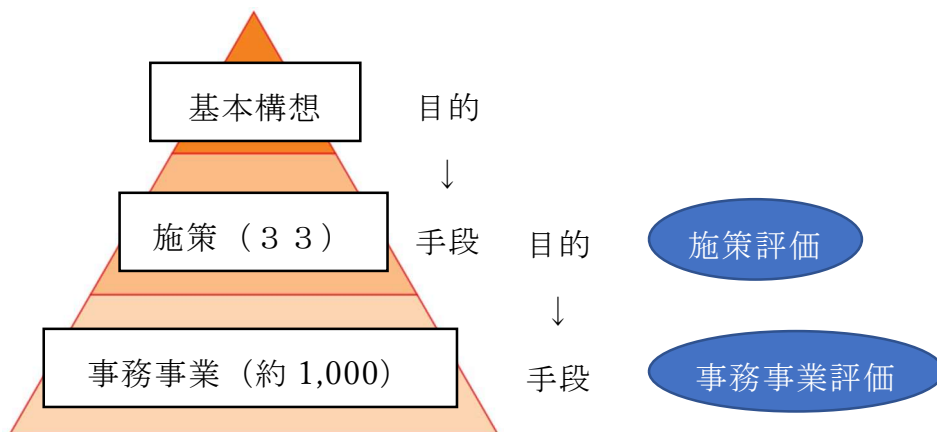 基本構想 目的
↓
施策（３３） 手段 目的 施策評価
↓
事務事業（約 1,000） 手段 事務事業評価